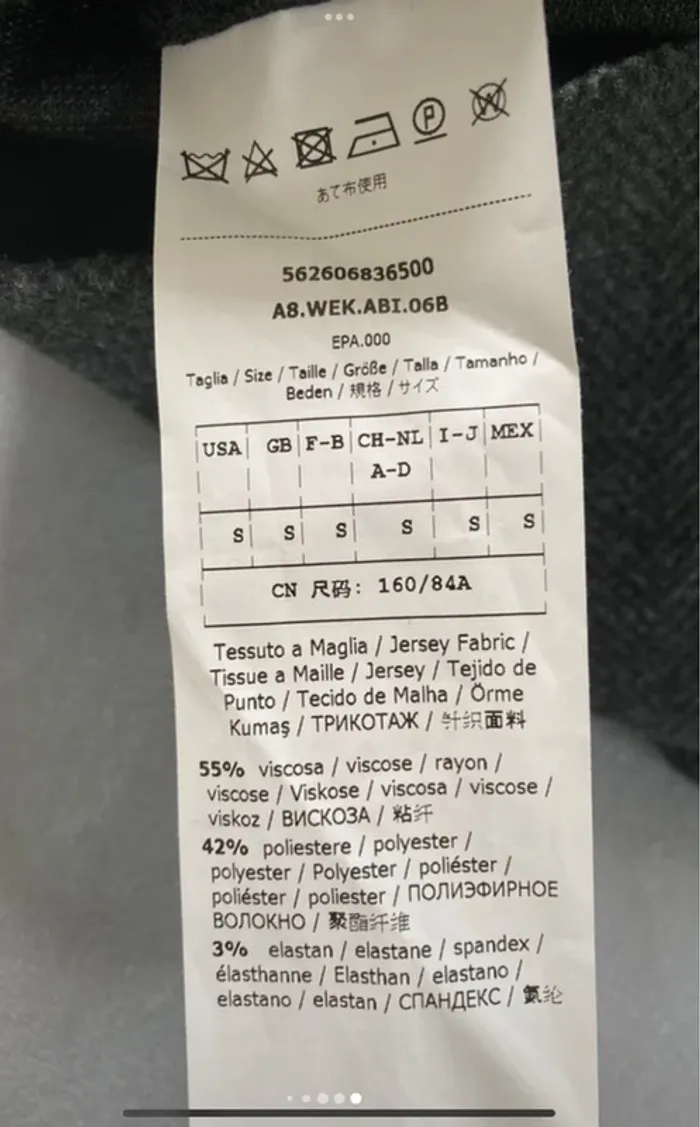 P
W
あて布使用
562606836500
A8.WEK.ABI.06B
EPA.000
Taglia / Size / Taille / Größe / Talla / Tamanho /
Beden / 規格 / サイズ
USA GB F-B CH-NL I-J MEX
A-D
S S S S S S
CN 尺码: 160/84A
Tessuto a Maglia / Jersey Fabric /
Tissue a Maille / Jersey / Tejido de
Punto / Tecido de Malha / Örme
Kumaş / ТРИКОТАЖ / 针织面料
55% viscosa / viscose / rayon /
viscose / Viskose / viscosa / viscose /
viskoz / ВИСКОЗА / 粘纤
42% poliestere / polyester /
polyester / Polyester / poliéster /
poliéster / poliester / ПОЛИЭФИРНОЕ
ВОЛОКНО / 聚酯纤维
3% elastan / elastane / spandex /
élasthanne / Elasthan / elastano /
elastano / elastan / СПАНДЕКС / 氨纶